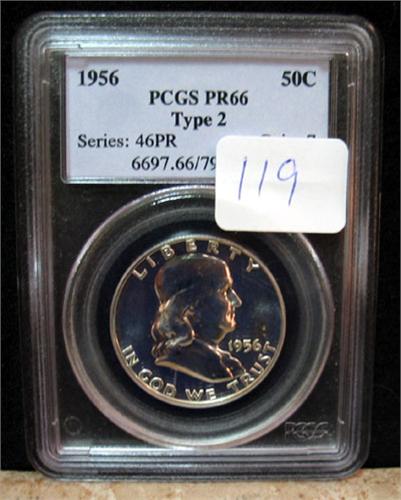 1956 50C
PCGS PR66
Type 2
Series: 46PR
6697.66/79
119
LIBERTY
1956
IN GOD WE TRUST
PCGS